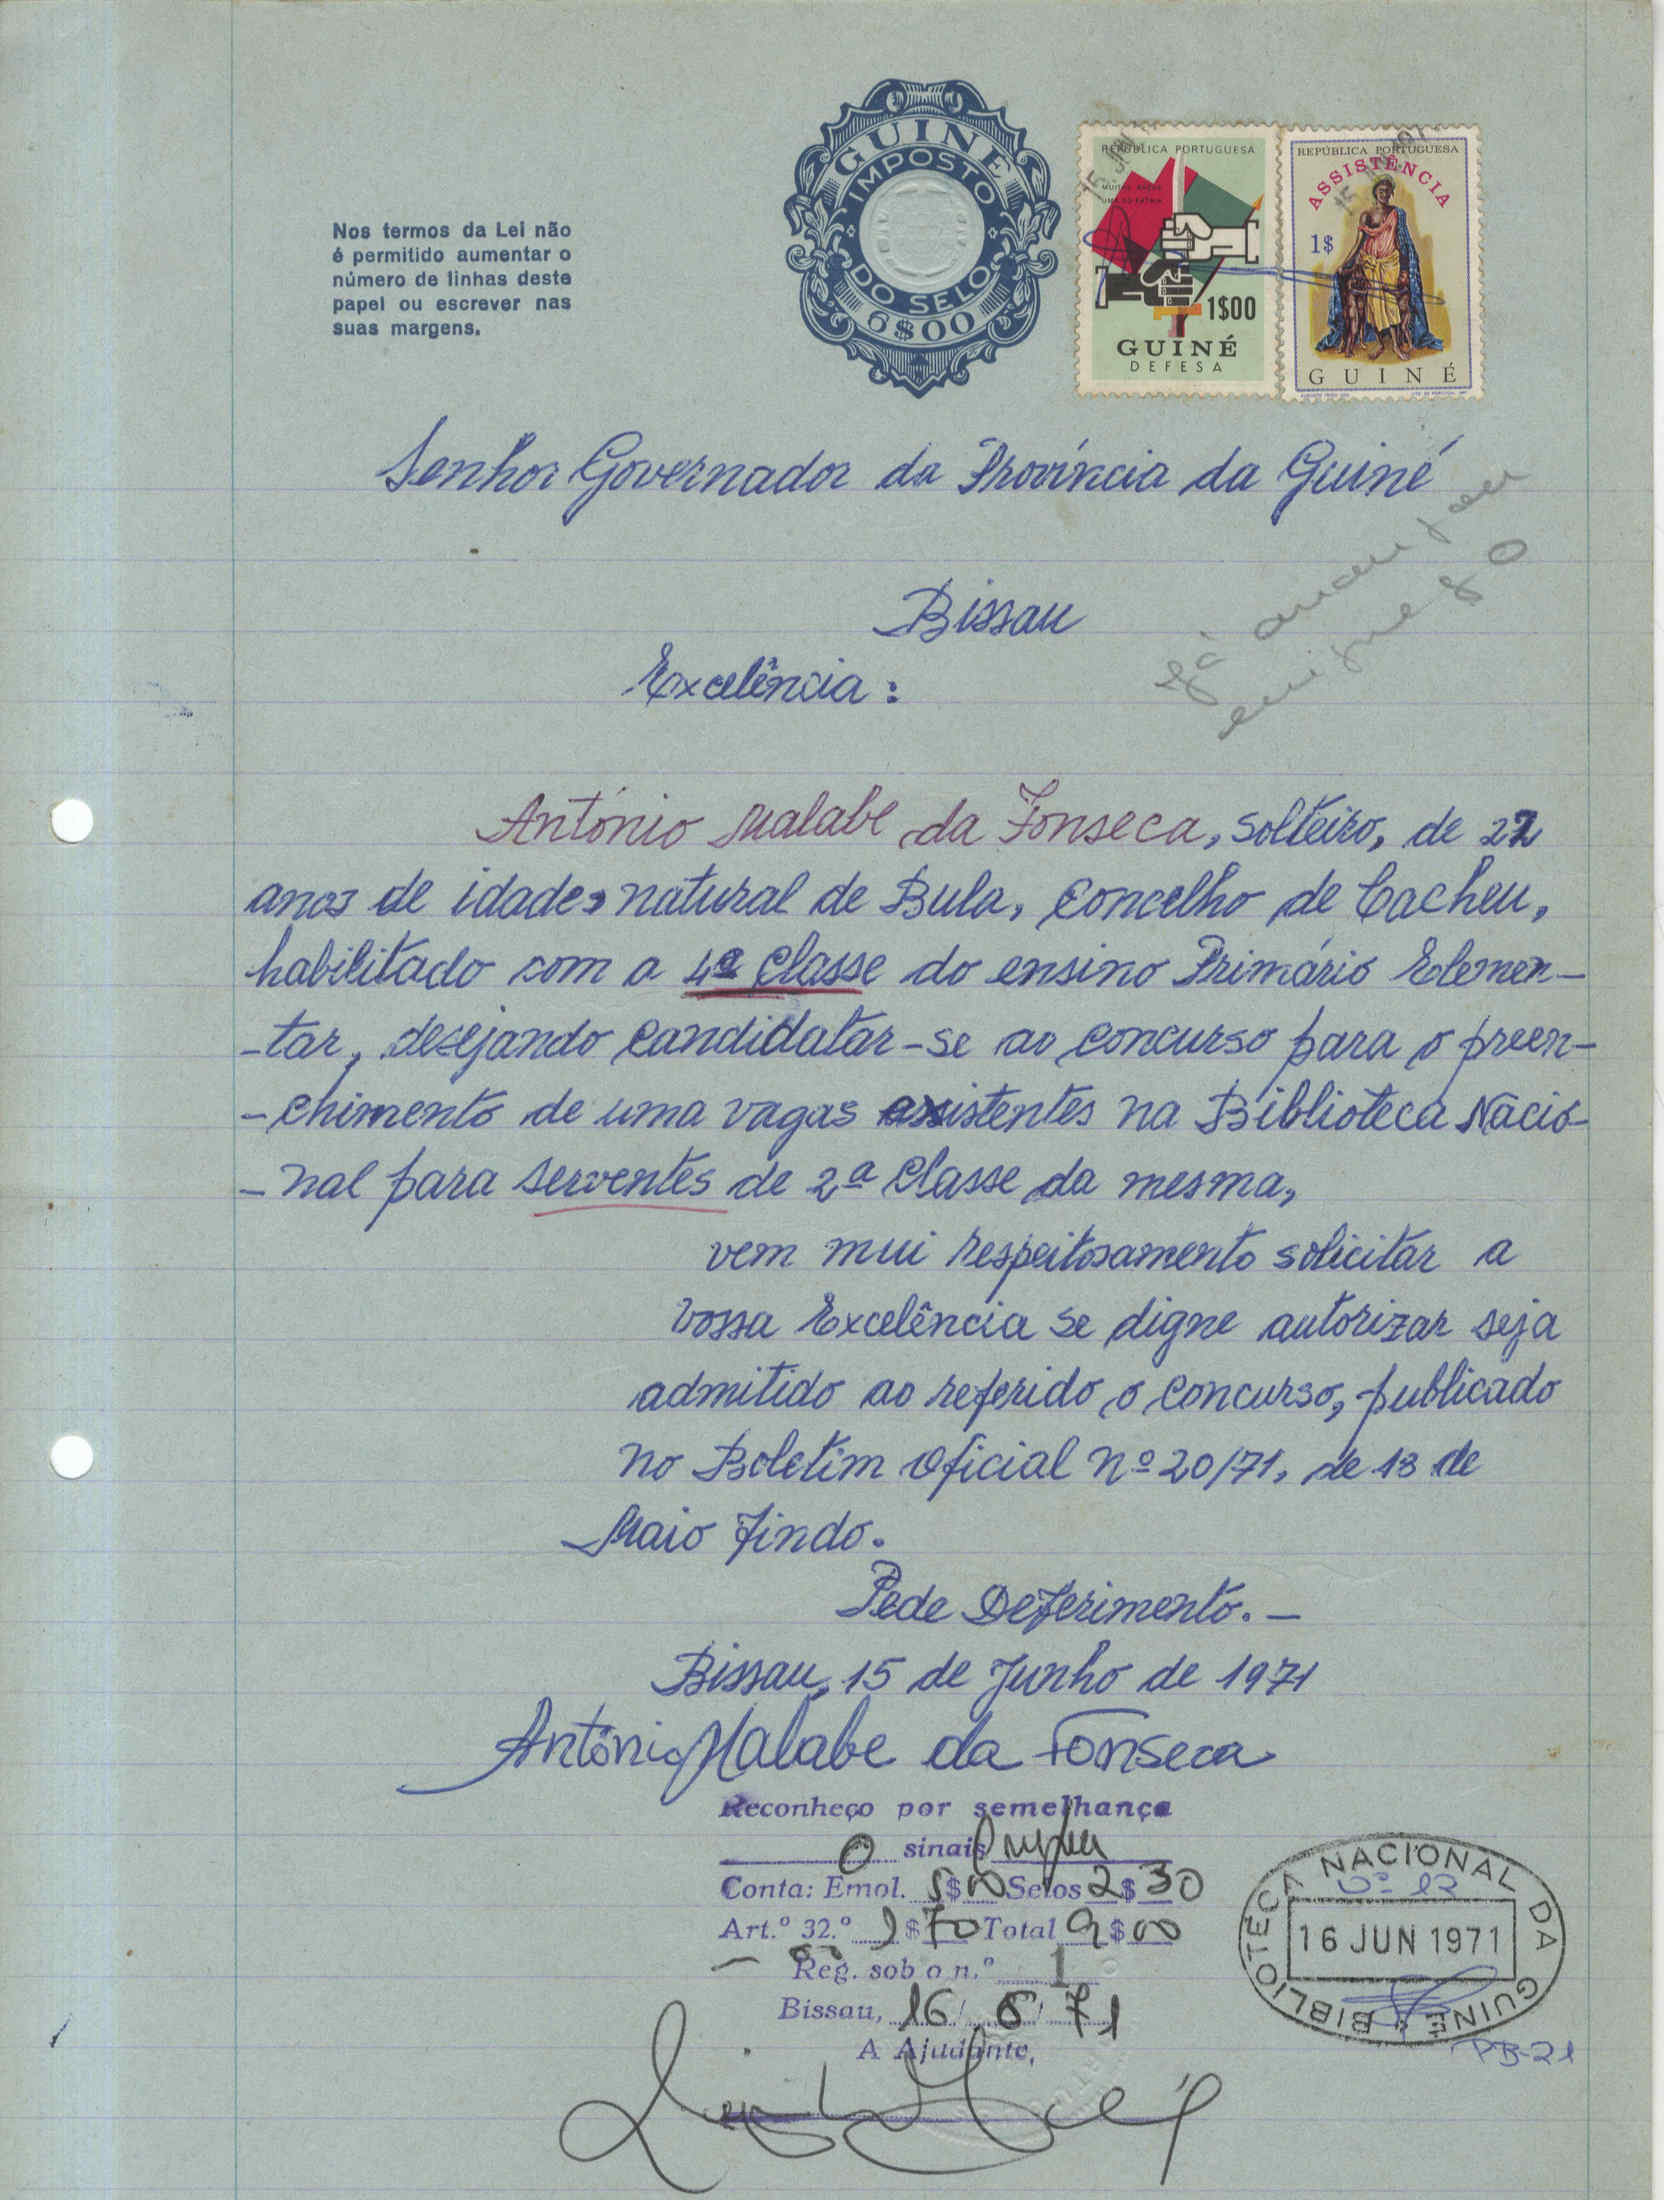 Nos termos da Lei não
é permitido aumentar o
número de linhas deste
papel ou escrever nas
suas margens.
GUINÉ
IMPOSTO
DO SELO
6$00
REPÚBLICA PORTUGUESA
1$00
GUINÉ
DEFESA
REPÚBLICA PORTUGUESA
ASSISTÊNCIA
1$
GUINÉ
Senhor Governador da Província da Guiné
Bissau
Excelência:
António Malabe da Fonseca, solteiro, de 22
anos de idade, natural de Bula, Concelho de Cacheu,
habilitado com a 4ª Classe do ensino Primário Elemen-
-tar, desejando candidatar-se ao concurso para o preen-
-chimento de uma vagas existentes na Biblioteca Nacio-
-nal para serventes de 2ª Classe da mesma,
vem mui respeitosamento solicitar a
Vossa Excelência se digne autorizar seja
admitido ao referido o concurso, publicado
no Boletim Oficial nº 20/71, de 18 de
Maio findo.
Pede Deferimento.-
Bissau, 15 de Junho de 1971
António Malabe da Fonseca
Reconheço por semelhança
o sinais
Conta: Emol. 5$00 Selos 2$30
Art.º 32.º 1$70 Total 9$00
Reg. sob o n.º 1
Bissau, 16/6/71
A Ajudante,
BIBLIOTECA NACIONAL DA GUINÉ
16 JUN 1971
PB-21